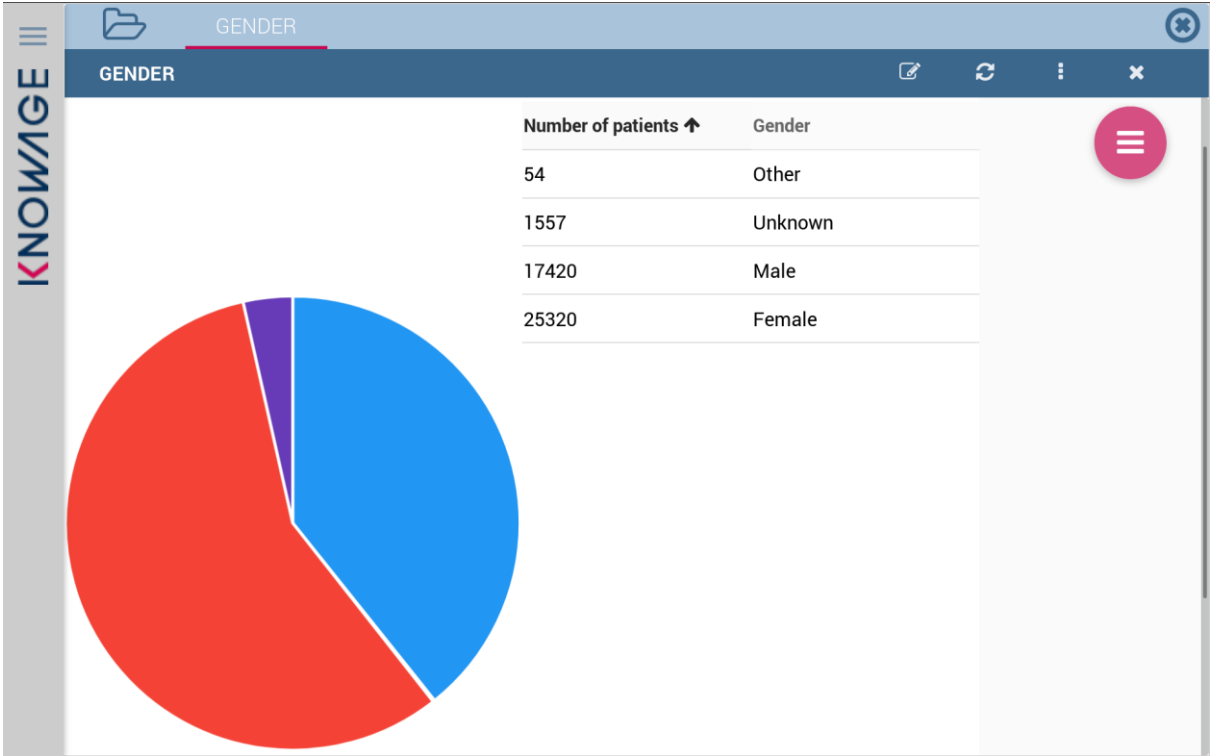 KNOWAGE
GENDER
GENDER
Number of patients Gender
54 Other
1557 Unknown
17420 Male
25320 Female